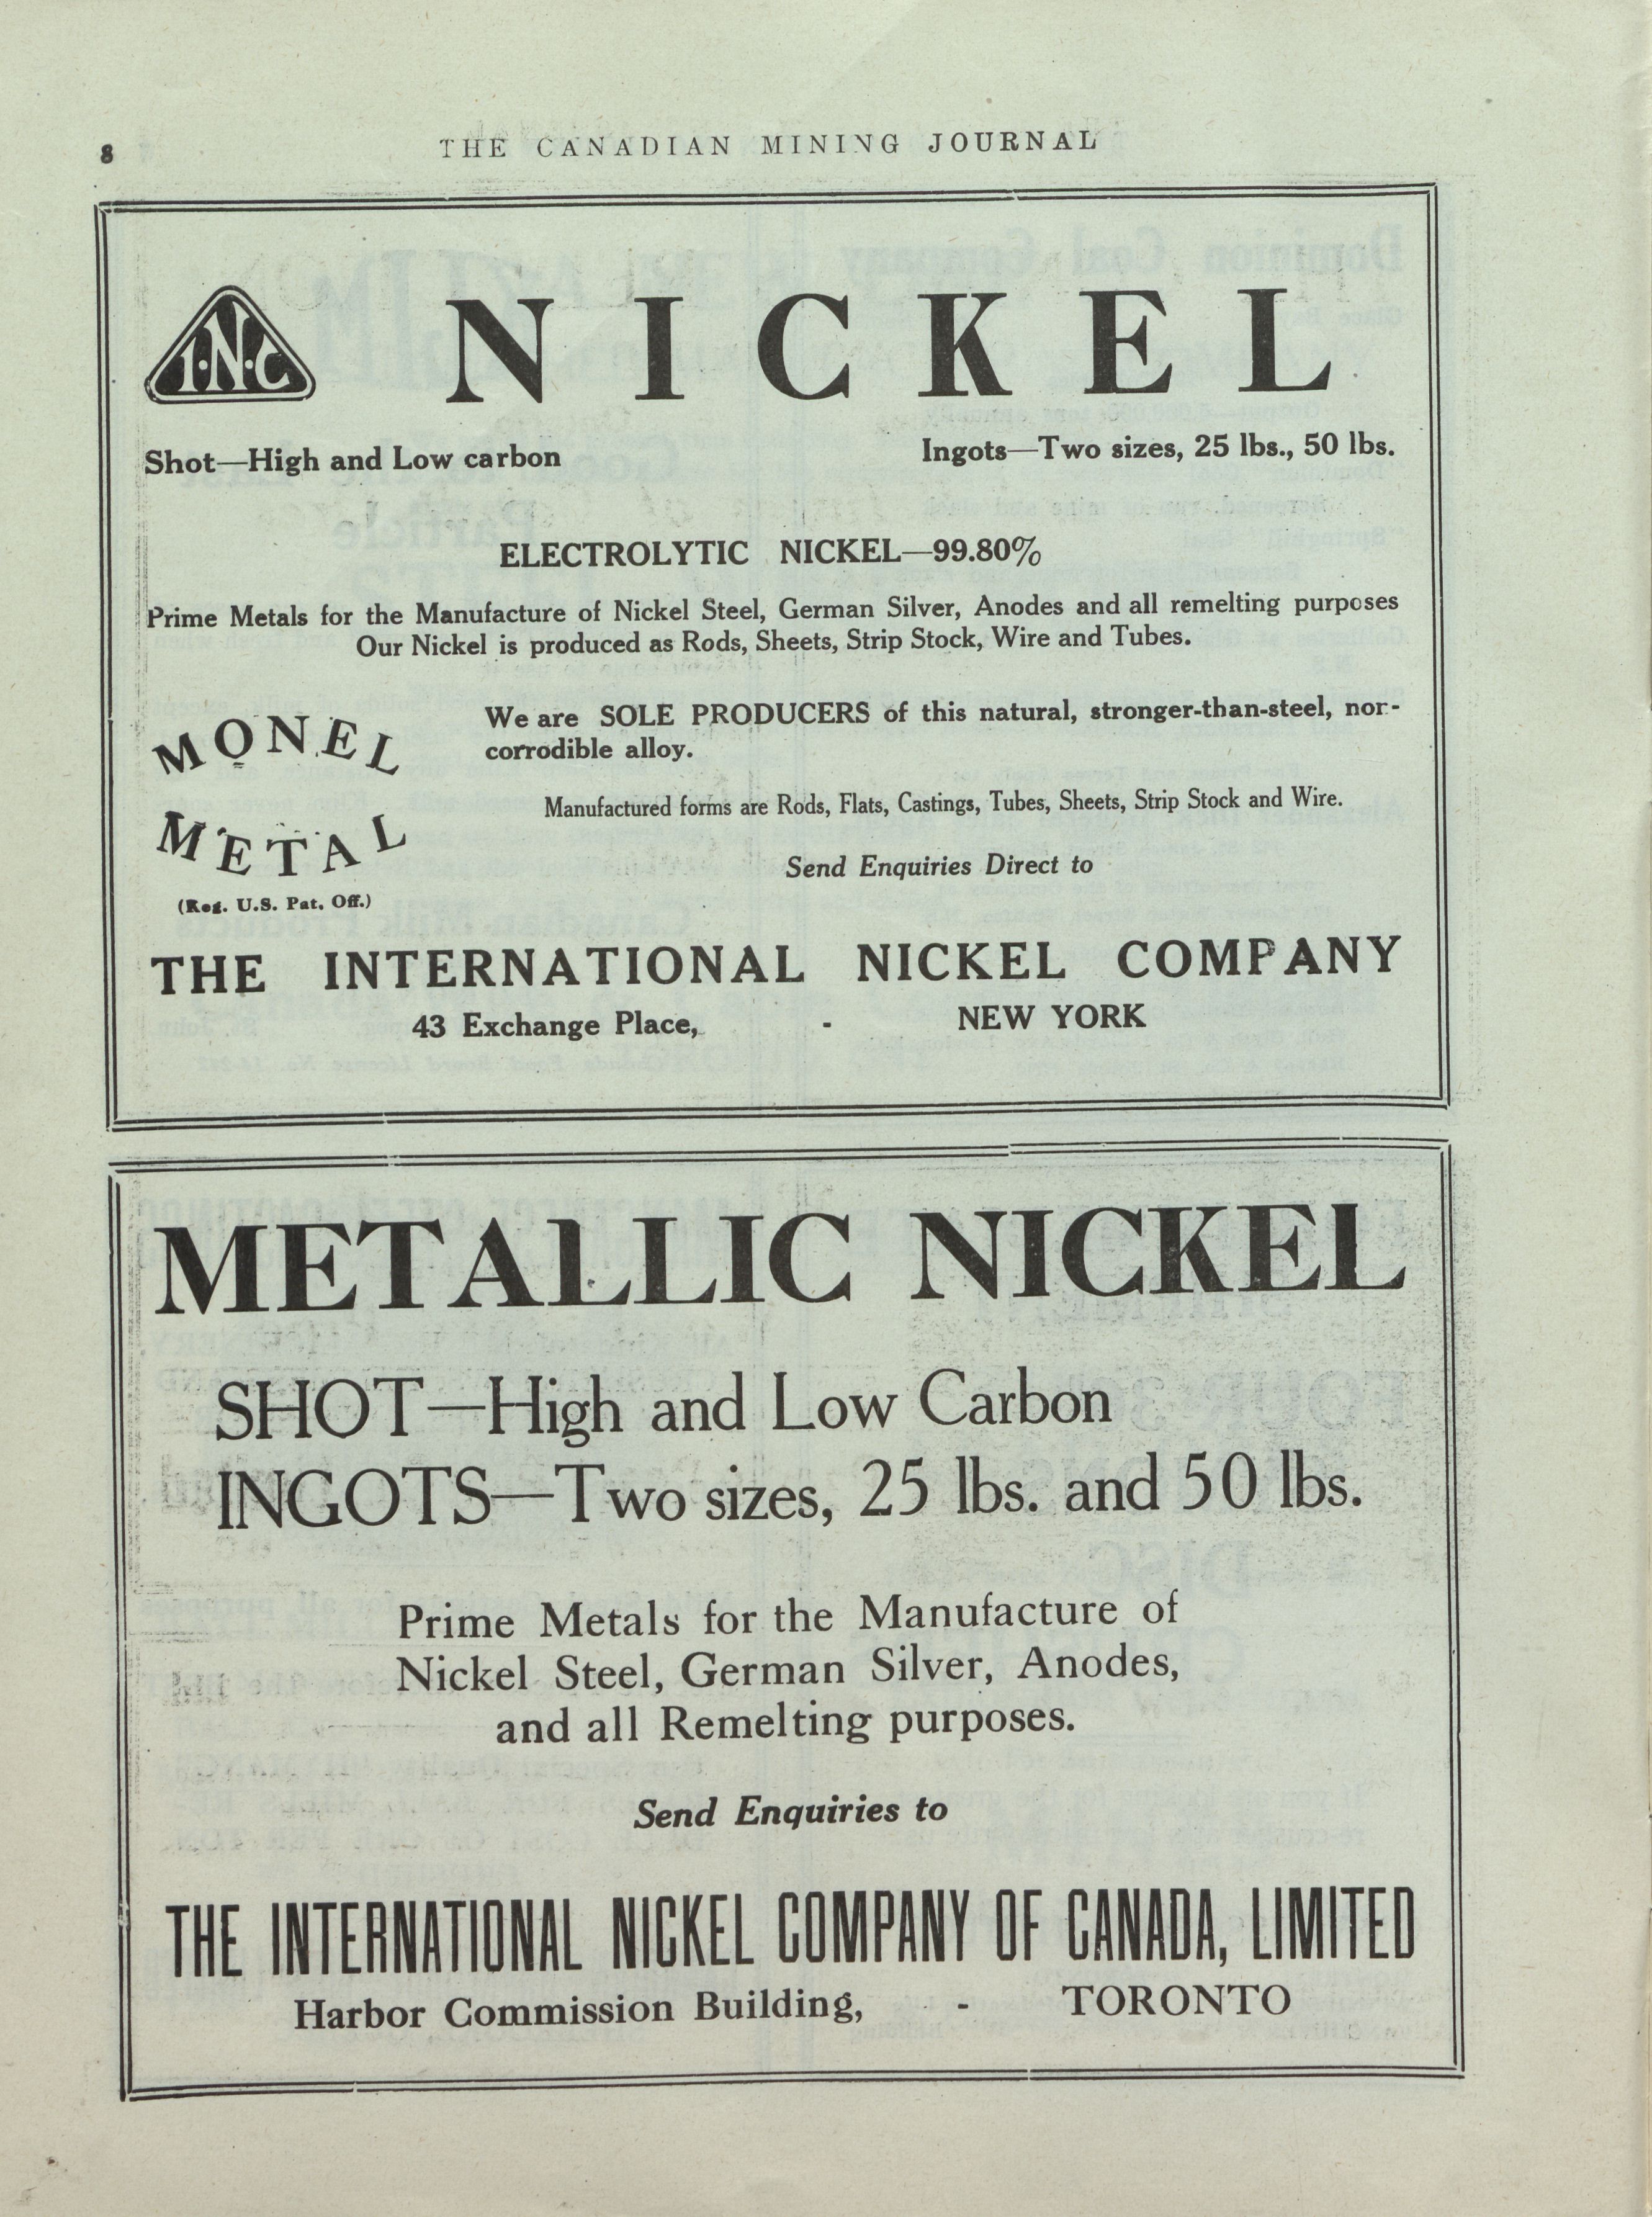 8
THE CANADIAN MINING JOURNAL
I·N·C
NICKEL
Shot—High and Low carbon
Ingots—Two sizes, 25 lbs., 50 lbs.
ELECTROLYTIC NICKEL—99.80%
Prime Metals for the Manufacture of Nickel Steel, German Silver, Anodes and all remelting purposes
Our Nickel is produced as Rods, Sheets, Strip Stock, Wire and Tubes.
MONEL
METAL
(Reg. U.S. Pat. Off.)
We are SOLE PRODUCERS of this natural, stronger-than-steel, nor-
corrodible alloy.
Manufactured forms are Rods, Flats, Castings, Tubes, Sheets, Strip Stock and Wire.
Send Enquiries Direct to
THE INTERNATIONAL NICKEL COMPANY
43 Exchange Place, - NEW YORK
METALLIC NICKEL
SHOT—High and Low Carbon
INGOTS—Two sizes, 25 lbs. and 50 lbs.
Prime Metals for the Manufacture of
Nickel Steel, German Silver, Anodes,
and all Remelting purposes.
Send Enquiries to
THE INTERNATIONAL NICKEL COMPANY OF CANADA, LIMITED
Harbor Commission Building, - TORONTO